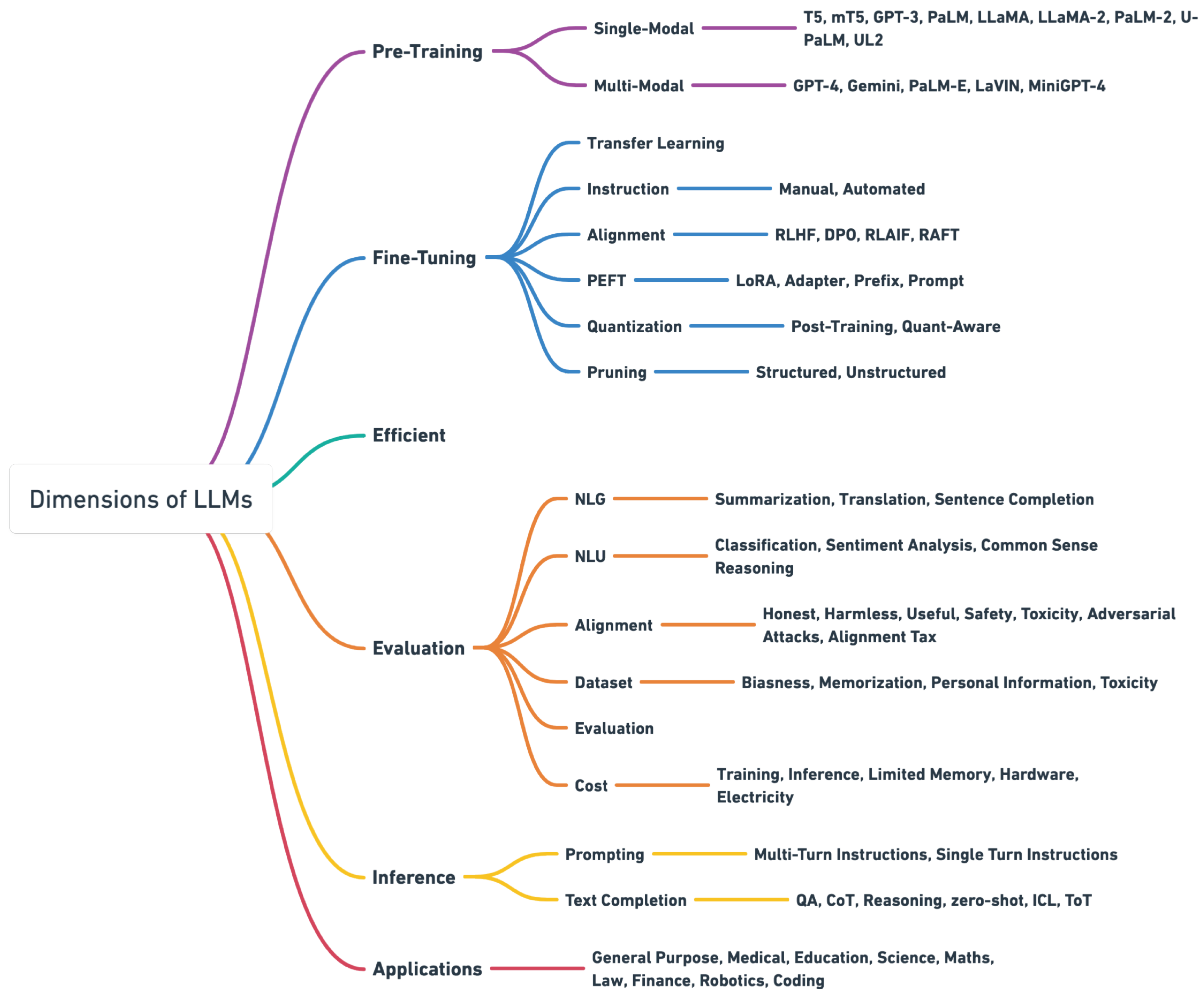 Dimensions of LLMs
Pre-Training
Single-Modal
T5, mT5, GPT-3, PaLM, LLaMA, LLaMA-2, PaLM-2, U-
PaLM, UL2
Multi-Modal
GPT-4, Gemini, PaLM-E, LaVIN, MiniGPT-4
Fine-Tuning
Transfer Learning
Instruction
Manual, Automated
Alignment
RLHF, DPO, RLAIF, RAFT
PEFT
LoRA, Adapter, Prefix, Prompt
Quantization
Post-Training, Quant-Aware
Pruning
Structured, Unstructured
Efficient
Evaluation
NLG
Summarization, Translation, Sentence Completion
NLU
Classification, Sentiment Analysis, Common Sense
Reasoning
Alignment
Honest, Harmless, Useful, Safety, Toxicity, Adversarial
Attacks, Alignment Tax
Dataset
Biasness, Memorization, Personal Information, Toxicity
Evaluation
Cost
Training, Inference, Limited Memory, Hardware,
Electricity
Inference
Prompting
Multi-Turn Instructions, Single Turn Instructions
Text Completion
QA, CoT, Reasoning, zero-shot, ICL, ToT
Applications
General Purpose, Medical, Education, Science, Maths,
Law, Finance, Robotics, Coding